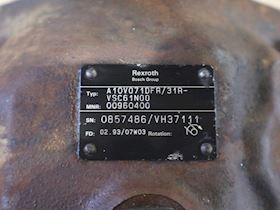 Rexroth
Bosch Group
Typ: A10VO71DFR/31R-
VSC61N00
MNR: 00960400
SN: 0857486/VH37111
FD: 02.93/07W03 Rotation: